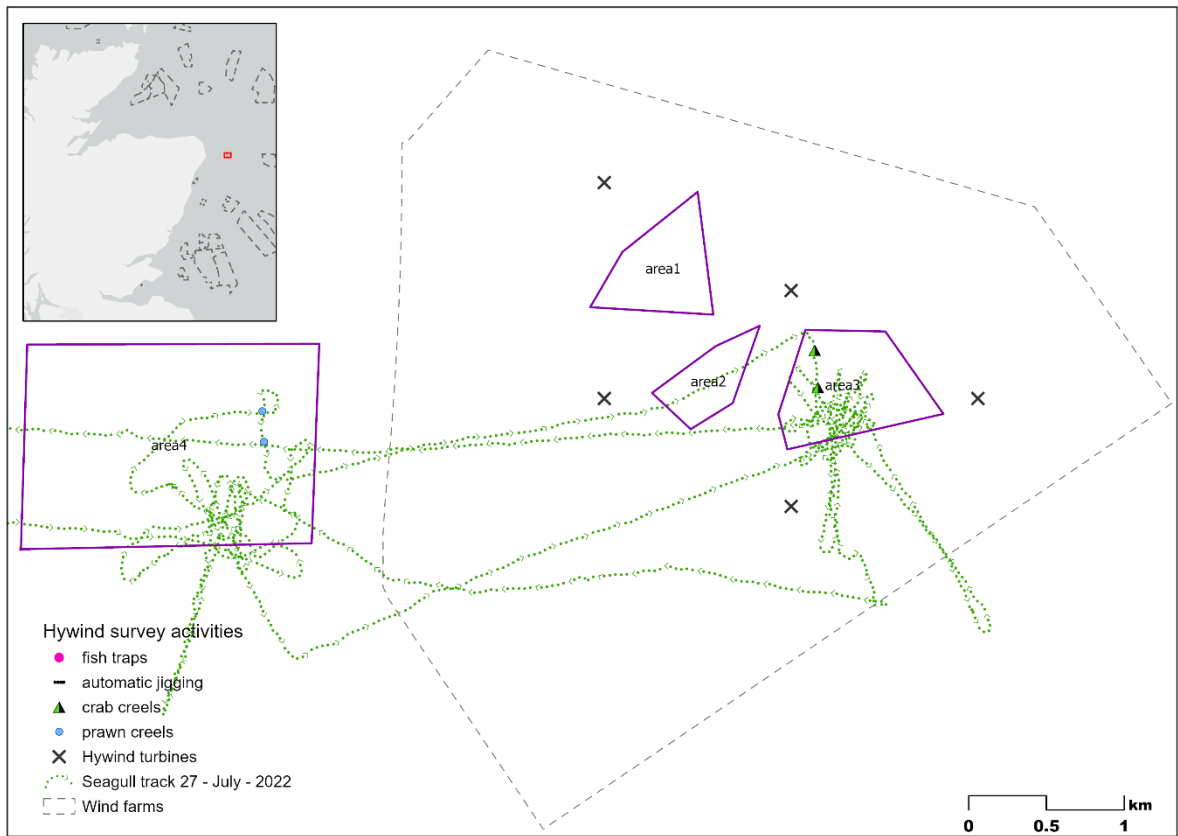 area1
area2
area3
area4
Hywind survey activities
fish traps
automatic jigging
crab creels
prawn creels
Hywind turbines
Seagull track 27 - July - 2022
Wind farms
km
0 0.5 1